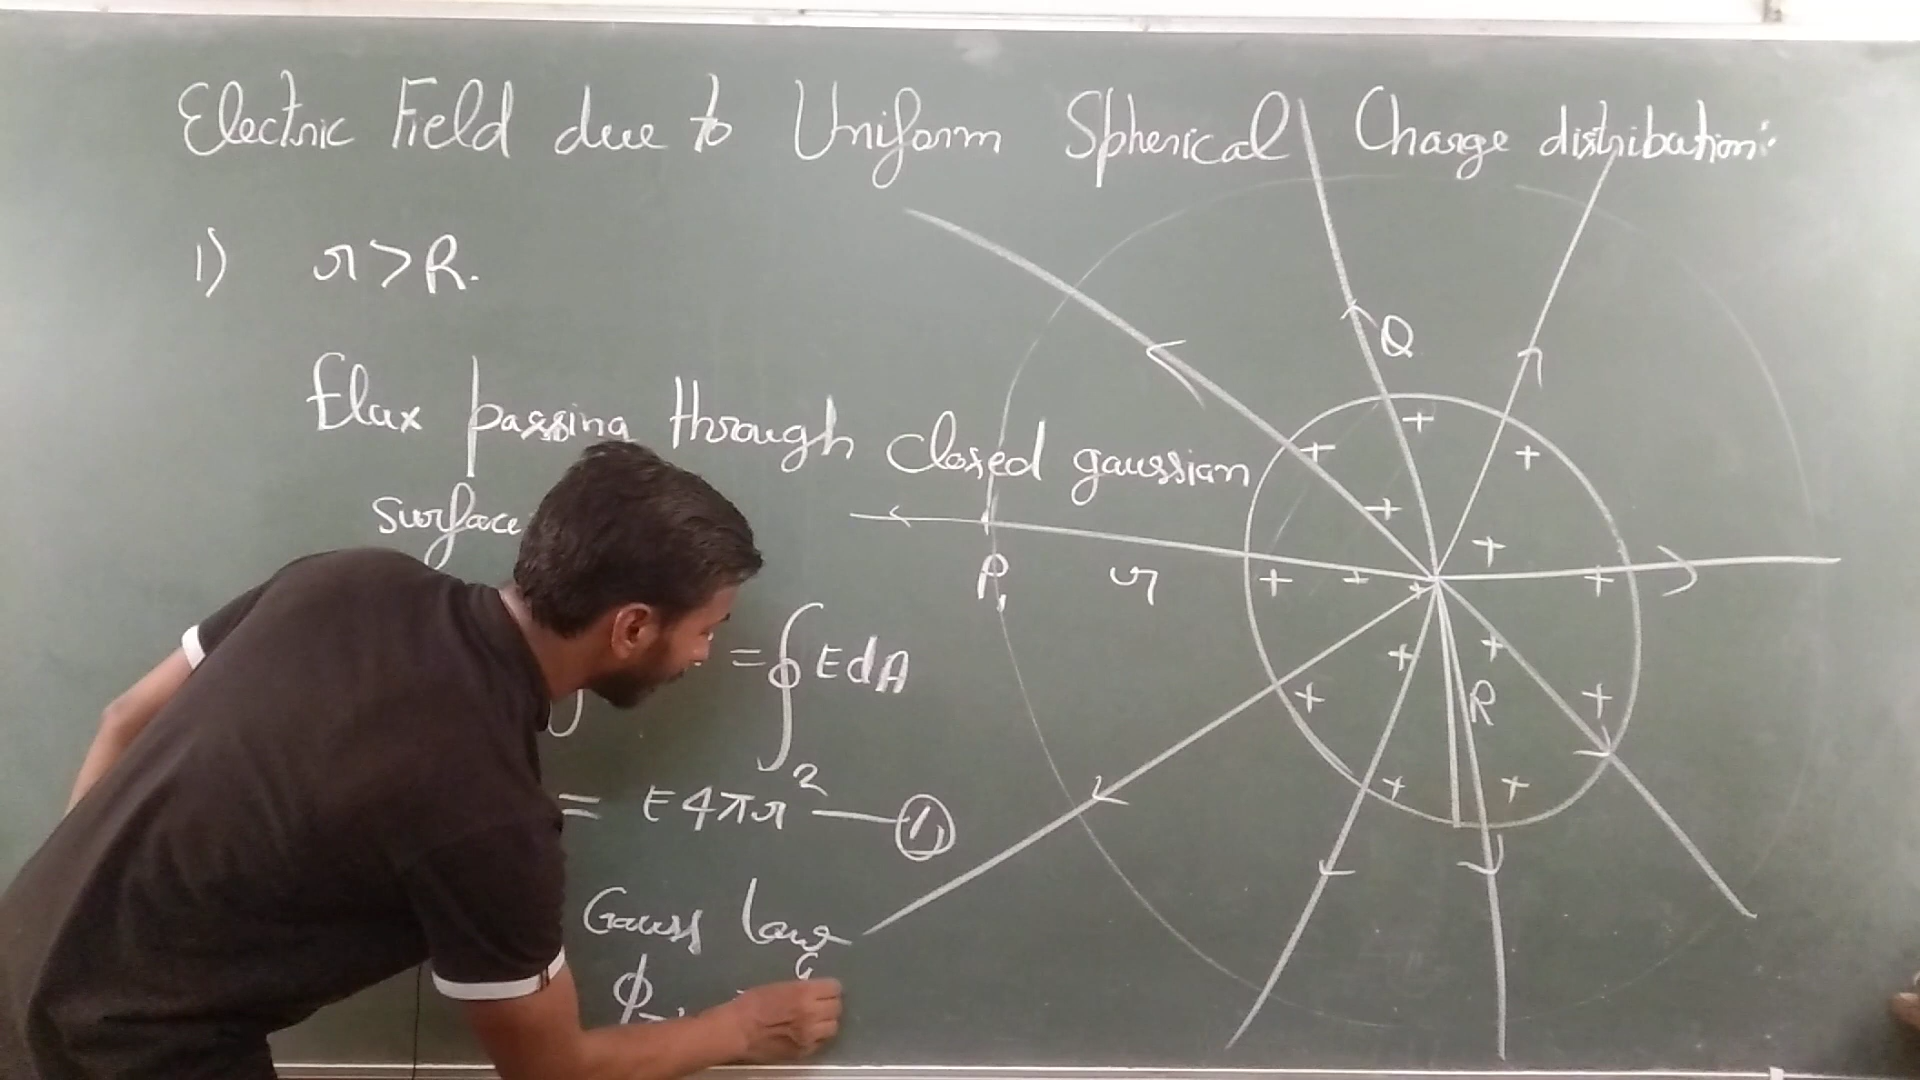 Electric Field due to Uniform Spherical Charge distribution:
1) r>R.
Flux passing through closed gaussian
surface
= ∮ E dA
= E4πr² — (1)
Gauss law
ϕ
Q
P₁
r
R
+ + + + + + + + + + + + + + +